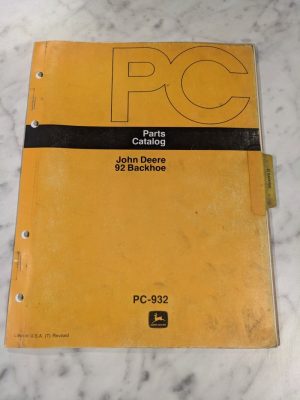 PC
Parts
Catalog
John Deere
92 Backhoe
PC-932